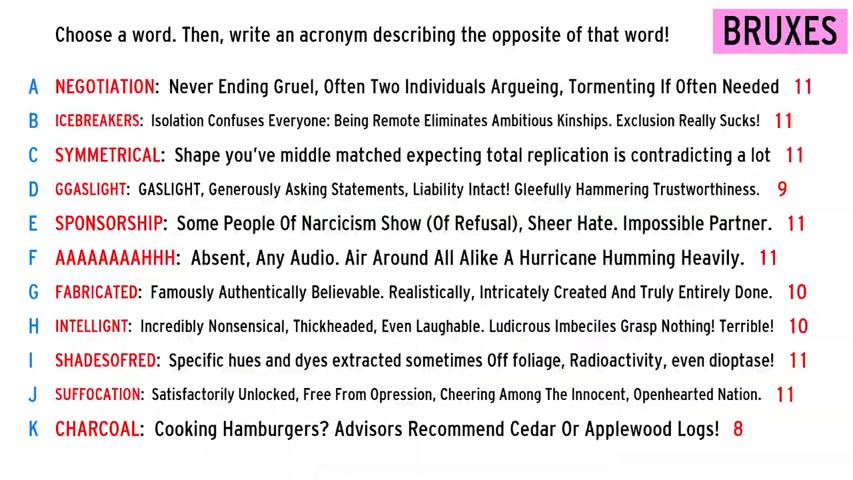 Choose a word. Then, write an acronym describing the opposite of that word!
BRUXES
A NEGOTIATION: Never Ending Gruel, Often Two Individuals Argueing, Tormenting If Often Needed 11
B ICEBREAKERS: Isolation Confuses Everyone: Being Remote Eliminates Ambitious Kinships. Exclusion Really Sucks! 11
C SYMMETRICAL: Shape you've middle matched expecting total replication is contradicting a lot 11
D GGASLIGHT: GASLIGHT, Generously Asking Statements, Liability Intact! Gleefully Hammering Trustworthiness. 9
E SPONSORSHIP: Some People Of Narcicism Show (Of Refusal), Sheer Hate. Impossible Partner. 11
F AAAAAAAAHHH: Absent, Any Audio. Air Around All Alike A Hurricane Humming Heavily. 11
G FABRICATED: Famously Authentically Believable. Realistically, Intricately Created And Truly Entirely Done. 10
H INTELLIGNT: Incredibly Nonsensical, Thickheaded, Even Laughable. Ludicrous Imbeciles Grasp Nothing! Terrible! 10
I SHADESOFRED: Specific hues and dyes extracted sometimes Off foliage, Radioactivity, even dioptase! 11
J SUFFOCATION: Satisfactorily Unlocked, Free From Opression, Cheering Among The Innocent, Openhearted Nation. 11
K CHARCOAL: Cooking Hamburgers? Advisors Recommend Cedar Or Applewood Logs! 8